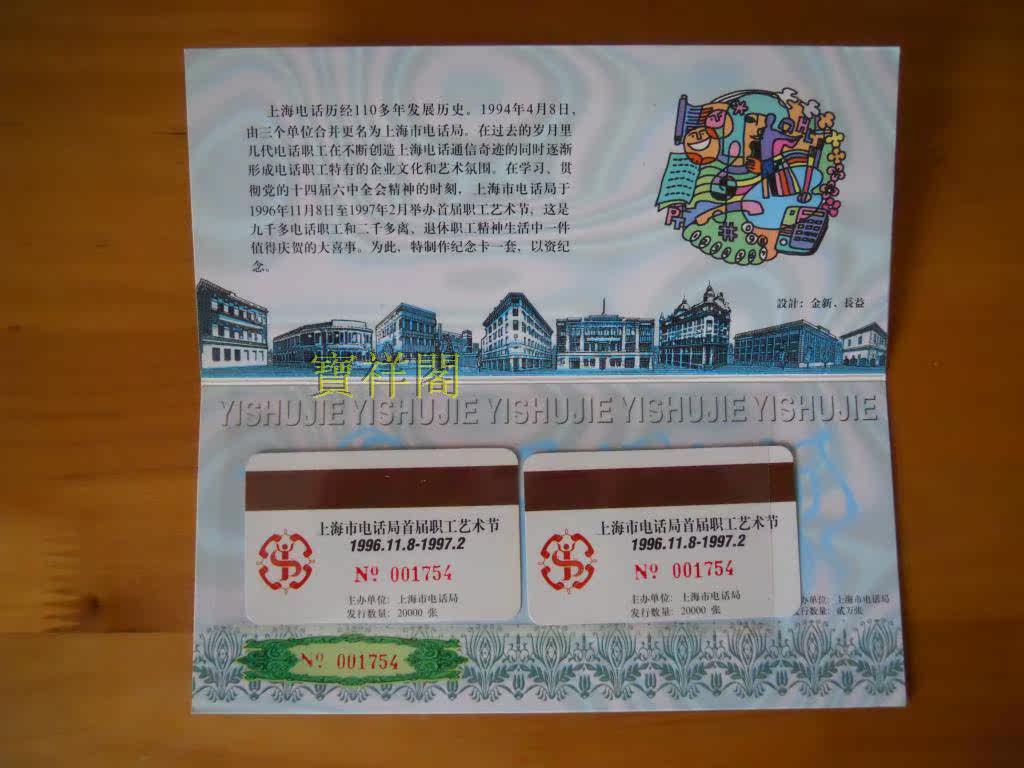 上海电话历经110多年发展历史。1994年4月8日，
由三个单位合并更名为上海市电话局。在过去的岁月里
几代电话职工在不断创造上海电话通信奇迹的同时逐渐
形成电话职工特有的企业文化和艺术氛围。在学习、贯
彻党的十四届六中全会精神的时刻，上海市电话局于
1996年11月8日至1997年2月举办首届职工艺术节，这是
九千多电话职工和二千多离、退休职工精神生活中一件
值得庆贺的大喜事。为此，特制作纪念卡一套，以资纪
念。
設計：金新、長益
寶祥閣
YISHUJIE YISHUJIE YISHUJIE YISHUJIE YISHUJIE
上海市电话局首届职工艺术节
1996.11.8-1997.2
Nº 001754
主办单位：上海市电话局
发行数量：20000 张
上海市电话局首届职工艺术节
1996.11.8-1997.2
Nº 001754
主办单位：上海市电话局
发行数量：20000 张
办单位：上海市电话局
行数量：贰万张
Nº 001754